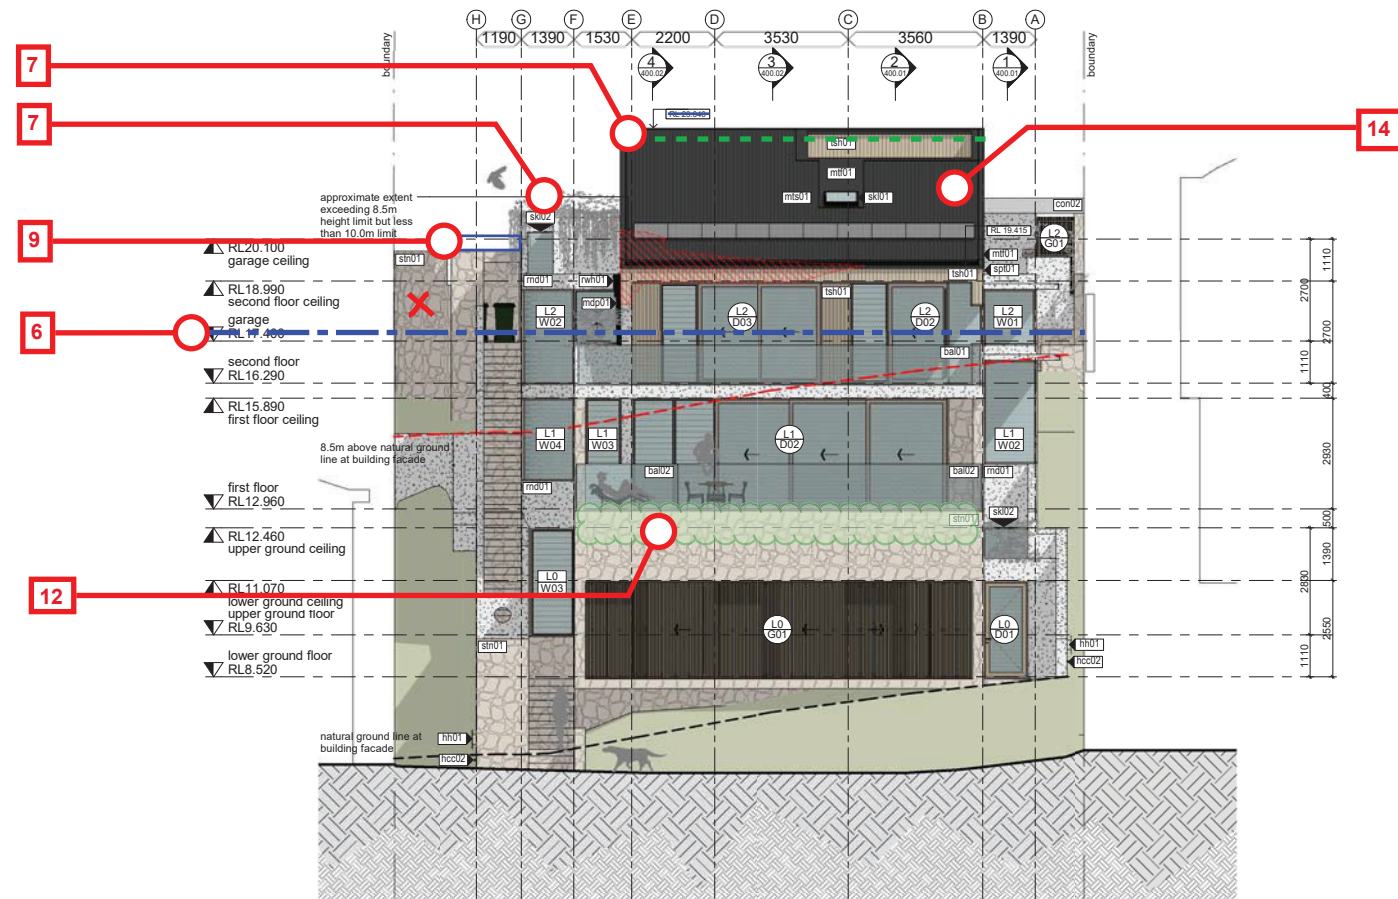 H G F E D C B A
1190 1390 1530 2200 3530 3560 1390
boundary
boundary
4
400.02
3
400.02
2
400.01
1
400.01
7
7
14
9
6
12
tsh01
mtf01
mts01
skl01
con02
approximate extent
exceeding 8.5m
height limit but less
than 10.0m limit
skl02
RL 19.415
L2
G01
RL20.100
garage ceiling
stn01
mtf01
spt01
rnd01
rwh01
tsh01
RL18.990
second floor ceiling
mdp01
tsh01
garage
RL17.400
L2
W02
L2
D03
L2
D02
L2
W01
bal01
second floor
RL16.290
RL15.890
first floor ceiling
L1
W04
L1
W03
L1
D02
L1
W02
8.5m above natural ground
line at building facade
bal02
bal02
rnd01
rnd01
first floor
RL12.960
skl02
stn01
RL12.460
upper ground ceiling
L0
W03
RL11.070
lower ground ceiling
upper ground floor
RL9.630
L0
G01
L0
D01
stn01
hh01
hcc02
lower ground floor
RL8.520
natural ground line at
building facade
hh01
hcc02
1110
2700
2700
1110
400
2930
500
1390
2800
2550
1110